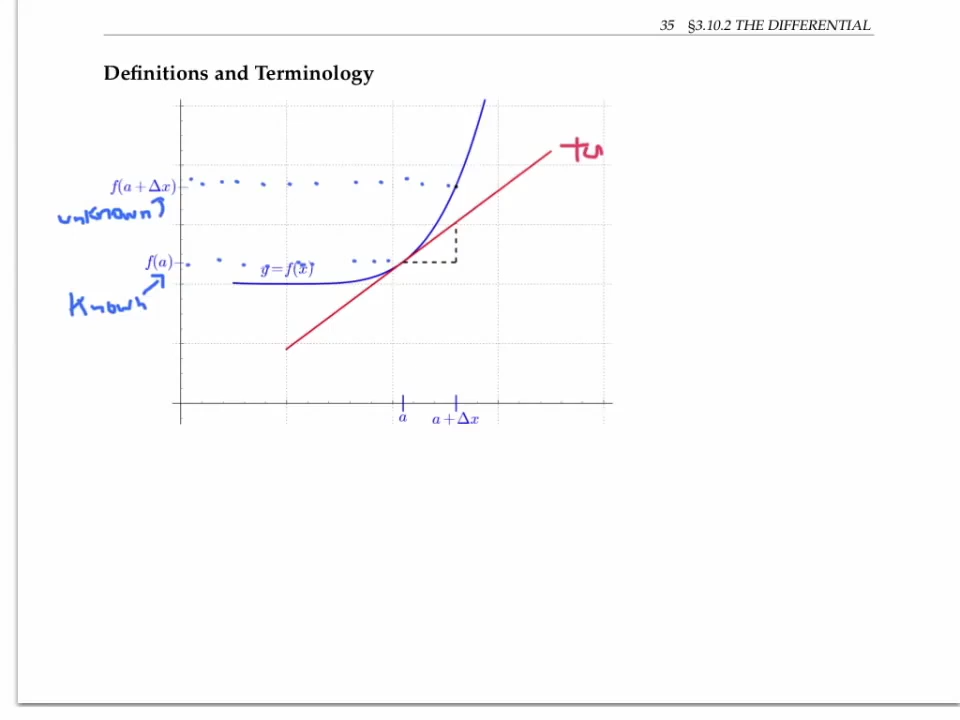 35 §3.10.2 THE DIFFERENTIAL
Definitions and Terminology
f(a + Δx)
unknown
f(a)
y = f(x)
Known
a
a + Δx